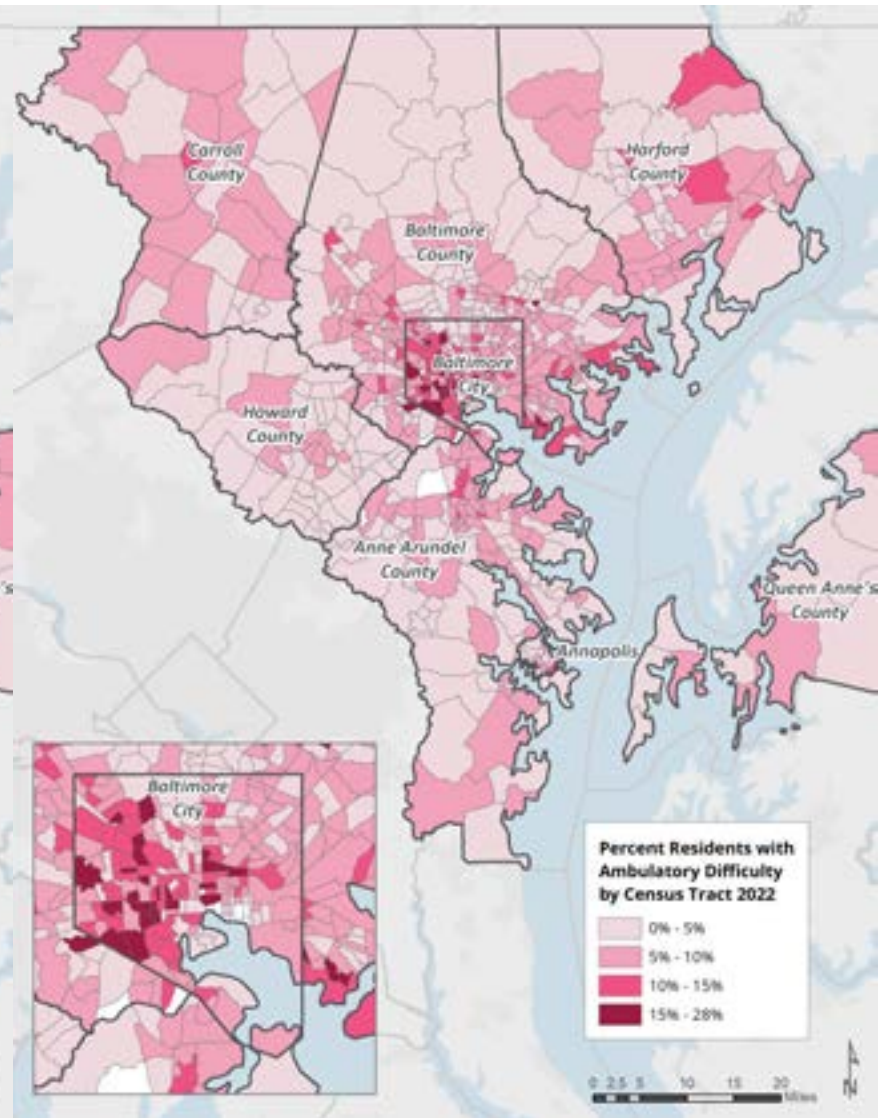 Carroll
County
Harford
County
Baltimore
County
Baltimore
City
Howard
County
Anne Arundel
County
's
Queen Anne's
County
Annapolis
Baltimore
City
Percent Residents with
Ambulatory Difficulty
by Census Tract 2022
0% - 5%
5% - 10%
10% - 15%
15% - 28%
0 2.5 5 10 15 20
Miles
N